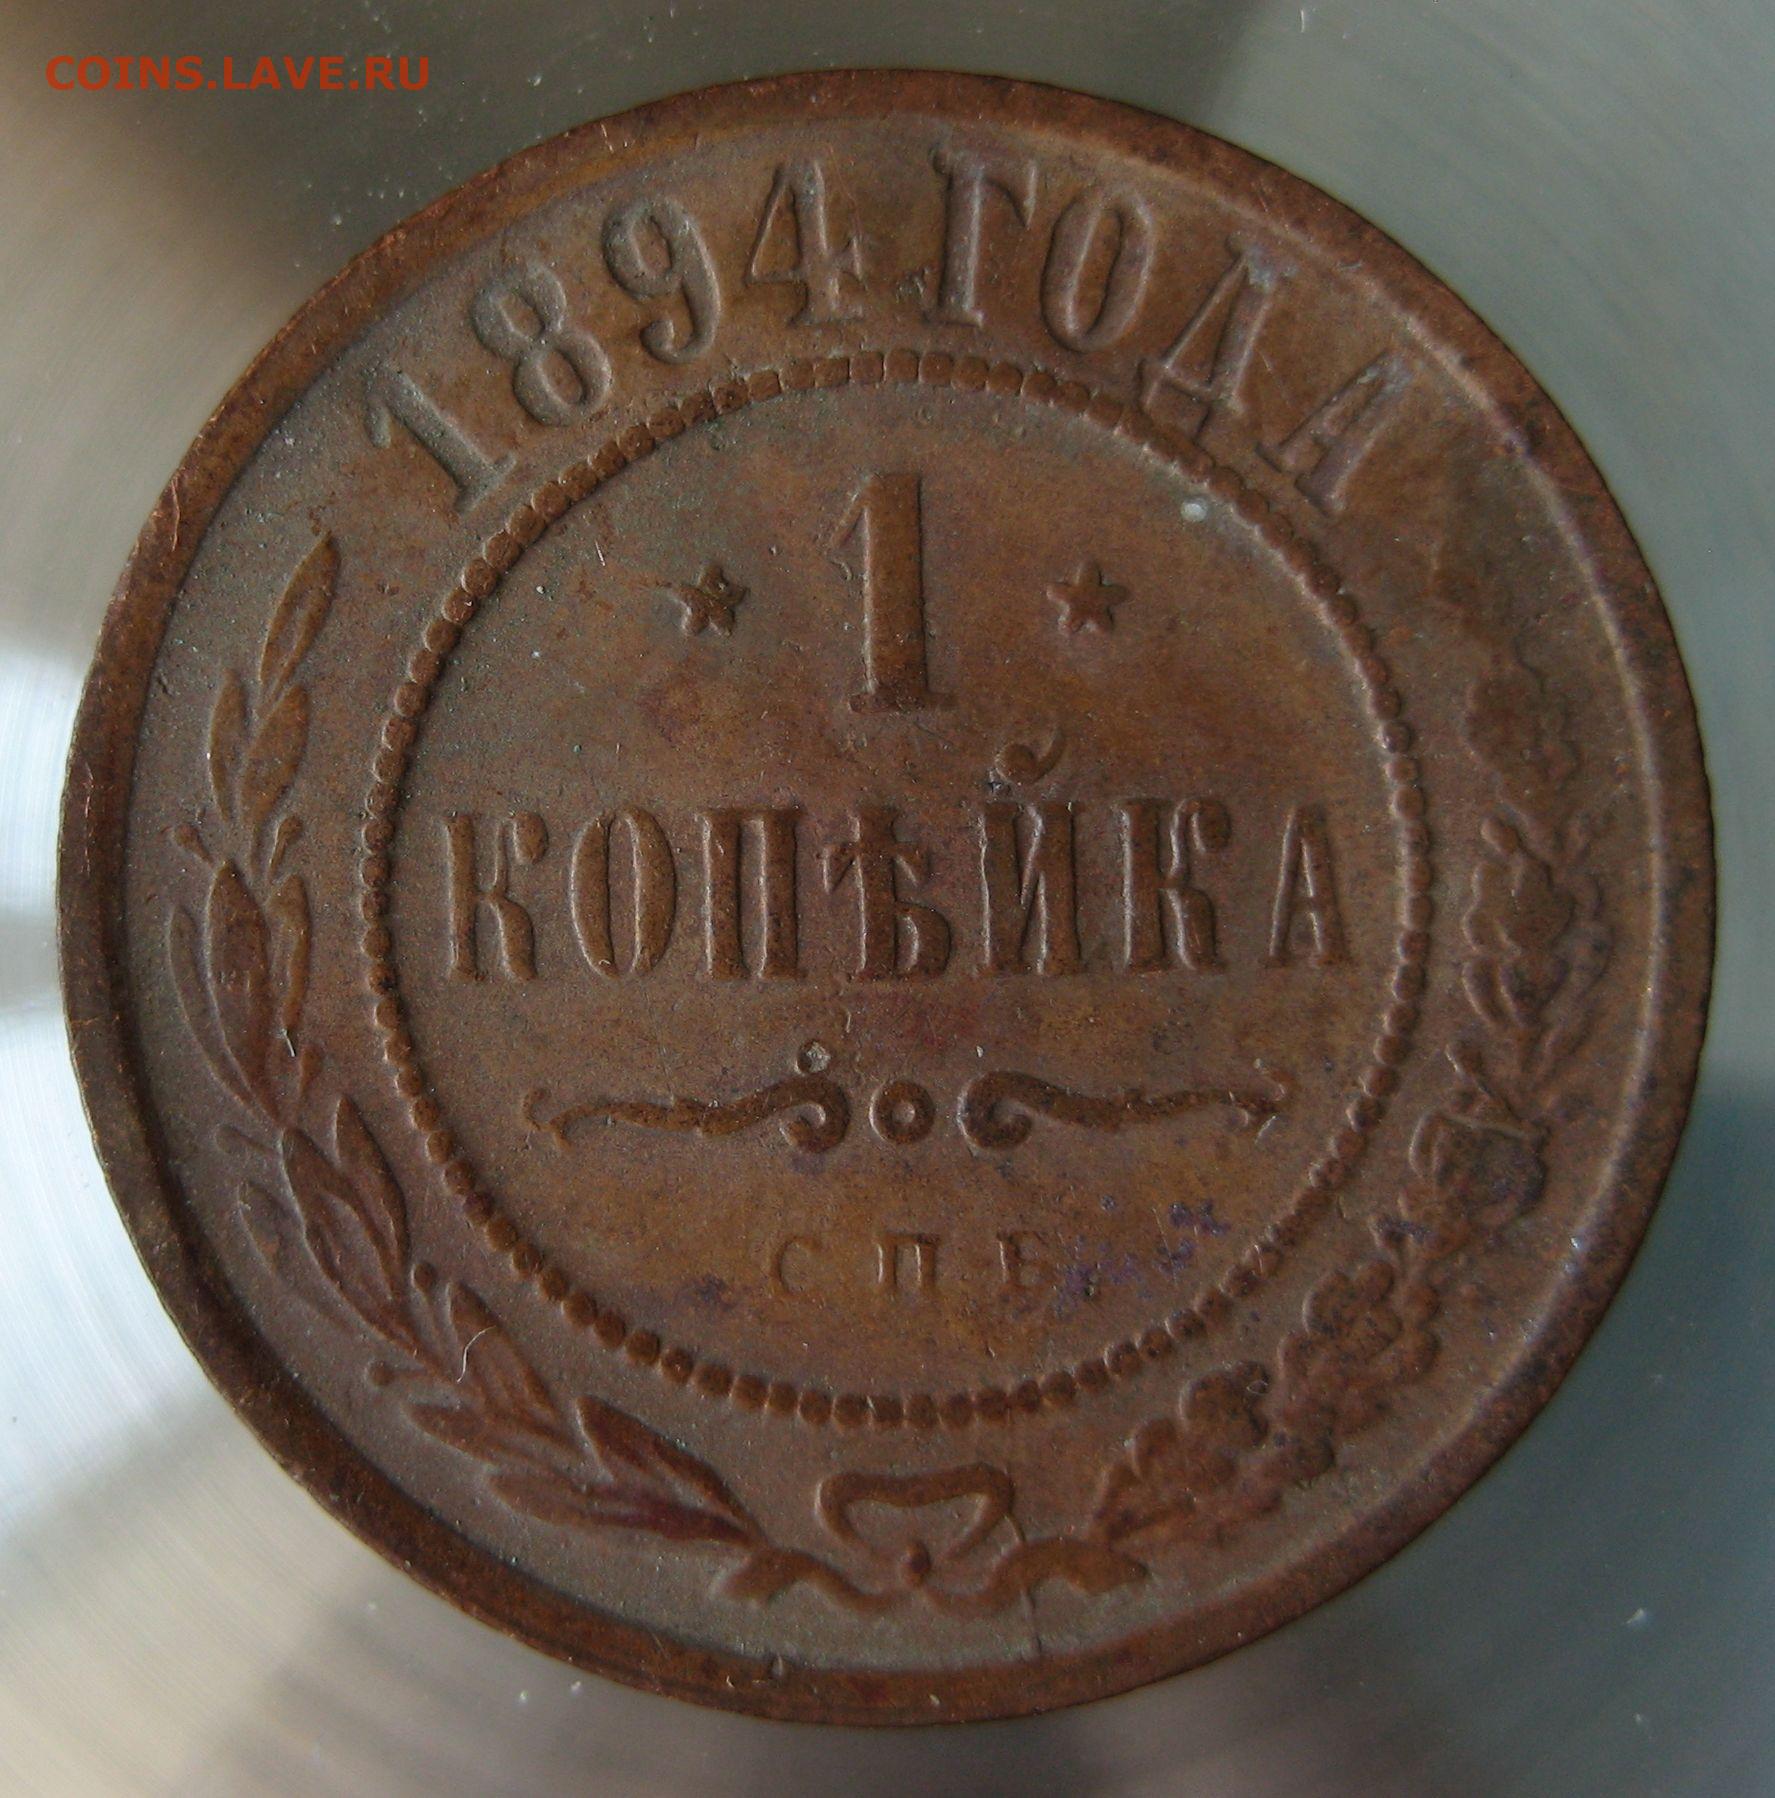 COINS.LAVE.RU
1894 ГОДА
1
КОПѢЙКА
С П Б